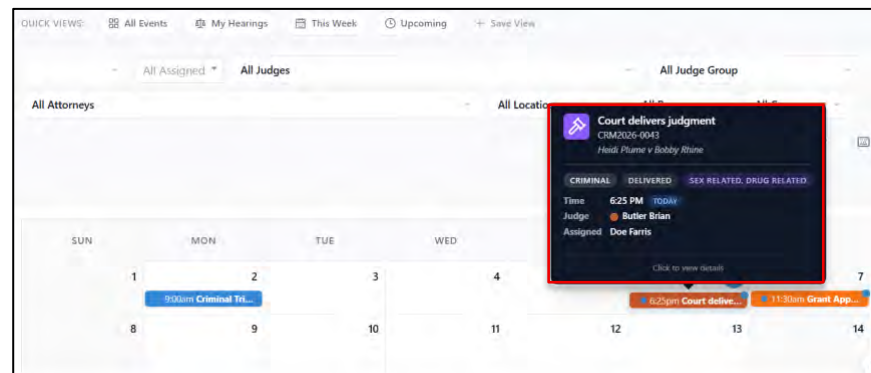 QUICK VIEWS: All Events My Hearings This Week Upcoming + Save View
All Assigned All Judges All Judge Group
All Attorneys All Locatio
Court delivers judgment
CRM2026-0043
Heidi Plume v Bobby Rhine
CRIMINAL DELIVERED SEX RELATED, DRUG RELATED
Time 6:25 PM TODAY
Judge Butler Brian
Assigned Doe Farris
Click to view details
SUN MON TUE WED
1 2 3 4 7
9:00am Criminal Tri... 6:25pm Court delive... 11:30am Grant App...
8 9 10 11 12 13 14